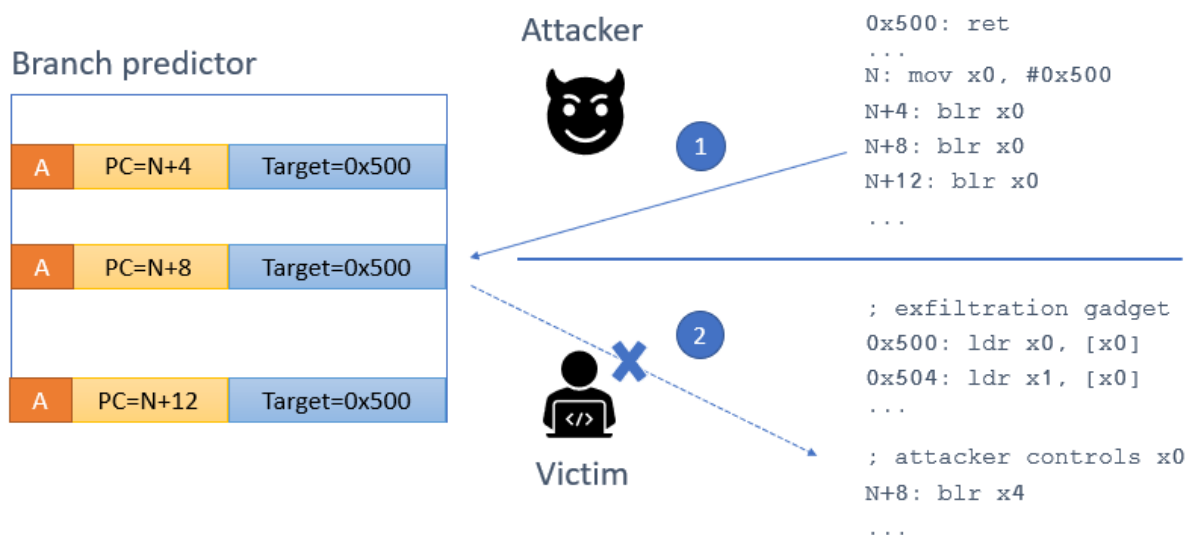 Branch predictor
A PC=N+4 Target=0x500
A PC=N+8 Target=0x500
A PC=N+12 Target=0x500
Attacker
1
0x500: ret
...
N: mov x0, #0x500
N+4: blr x0
N+8: blr x0
N+12: blr x0
...
2
</>
Victim
; exfiltration gadget
0x500: ldr x0, [x0]
0x504: ldr x1, [x0]
...
; attacker controls x0
N+8: blr x4
...